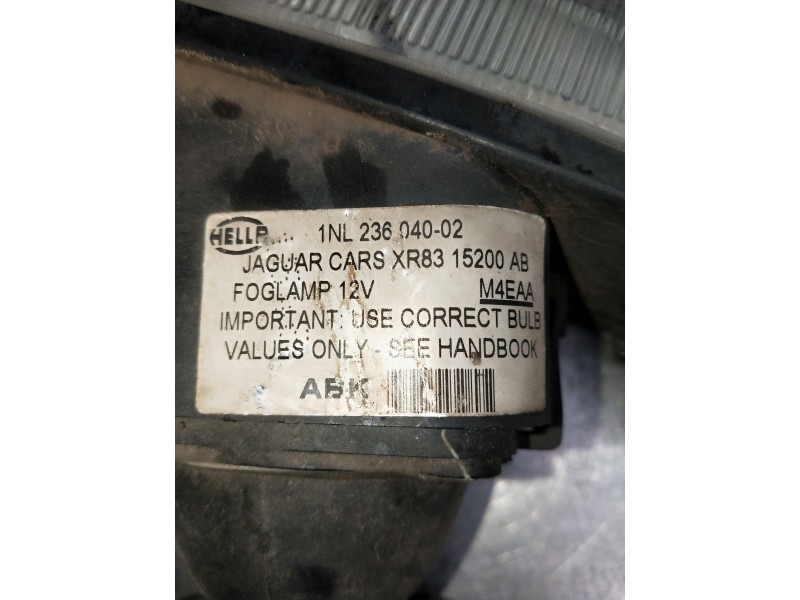 HELLA 1NL 236 040-02
JAGUAR CARS XR83 15200 AB
FOGLAMP 12V M4EAA
IMPORTANT: USE CORRECT BULB
VALUES ONLY - SEE HANDBOOK
ABK